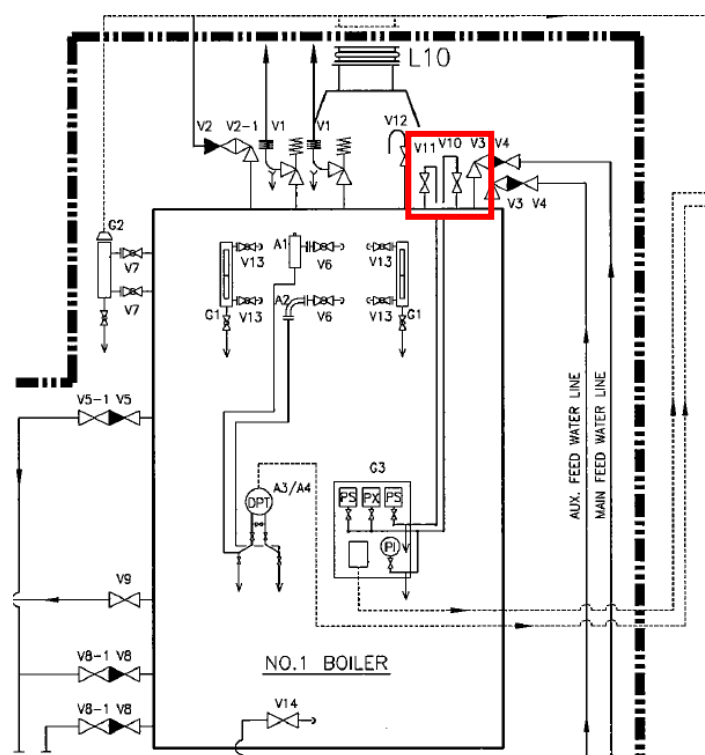 G2
V2 V2-1
V1
V1
L10
V12
V11
V10
V3 V4
V3 V4
V7
V7
V13
V13
G1
A1
A2
V6
V6
V13
V13
G1
V5-1 V5
AUX. FEED WATER LINE
MAIN FEED WATER LINE
G3
A3/A4
DPT
PS
PX
PS
PI
V9
V8-1 V8
V8-1 V8
NO.1 BOILER
V14